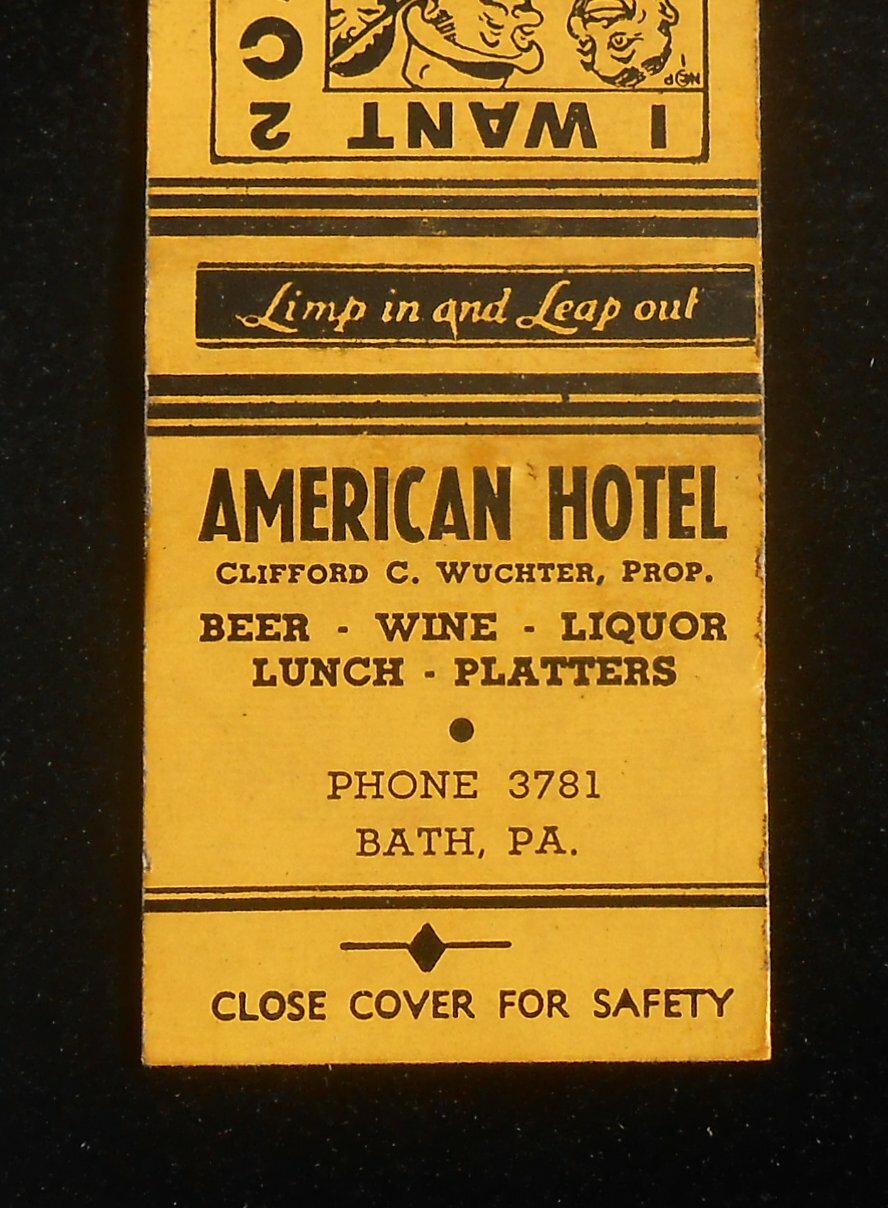 I WANT 2
C
Limp in and Leap out
AMERICAN HOTEL
CLIFFORD C. WUCHTER, PROP.
BEER - WINE - LIQUOR
LUNCH - PLATTERS
PHONE 3781
BATH, PA.
CLOSE COVER FOR SAFETY